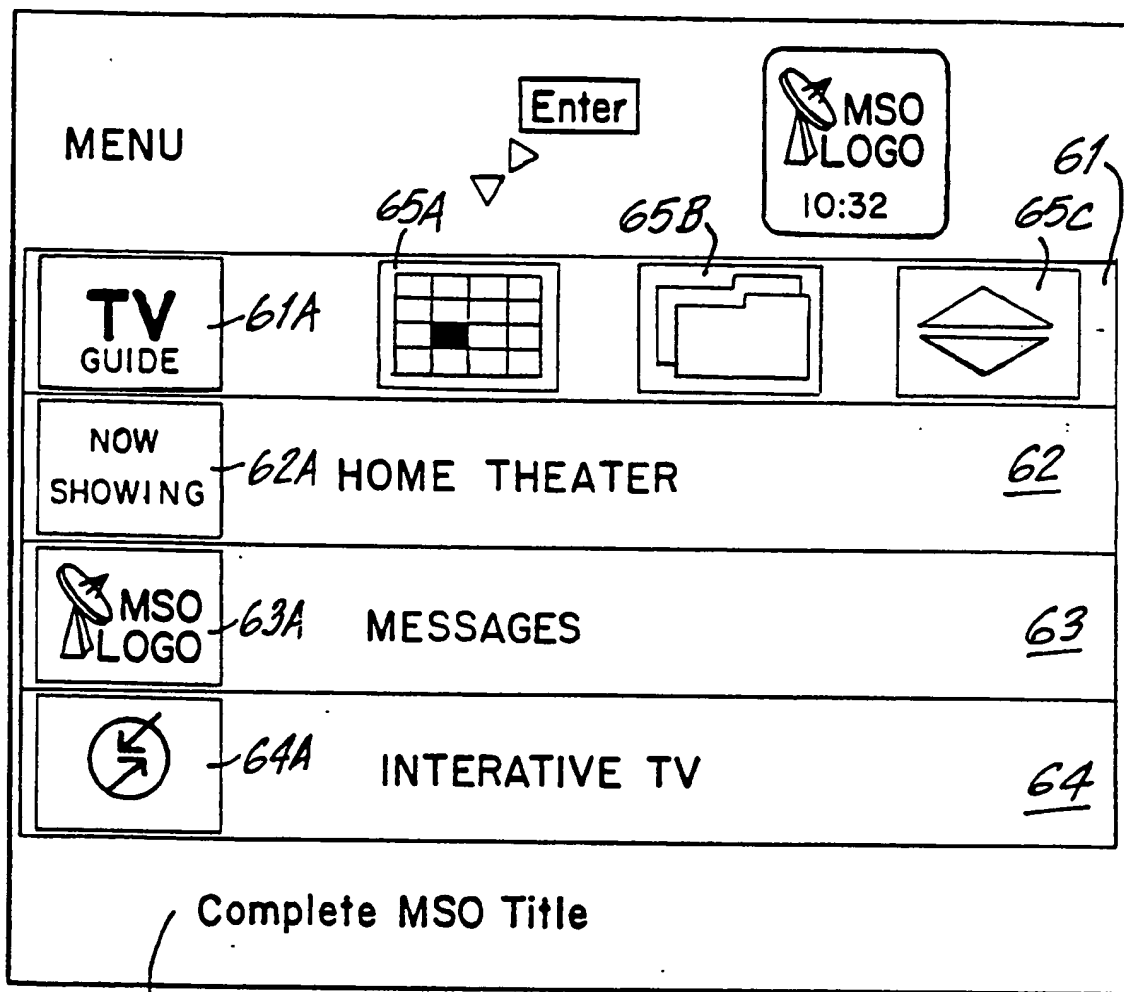 Enter
MSO
LOGO
10:32
MENU
61
65A
65B
65C
TV
GUIDE
61A
NOW
SHOWING
62A
HOME THEATER
62
MSO
LOGO
63A
MESSAGES
63
64A
INTERATIVE TV
64
Complete MSO Title